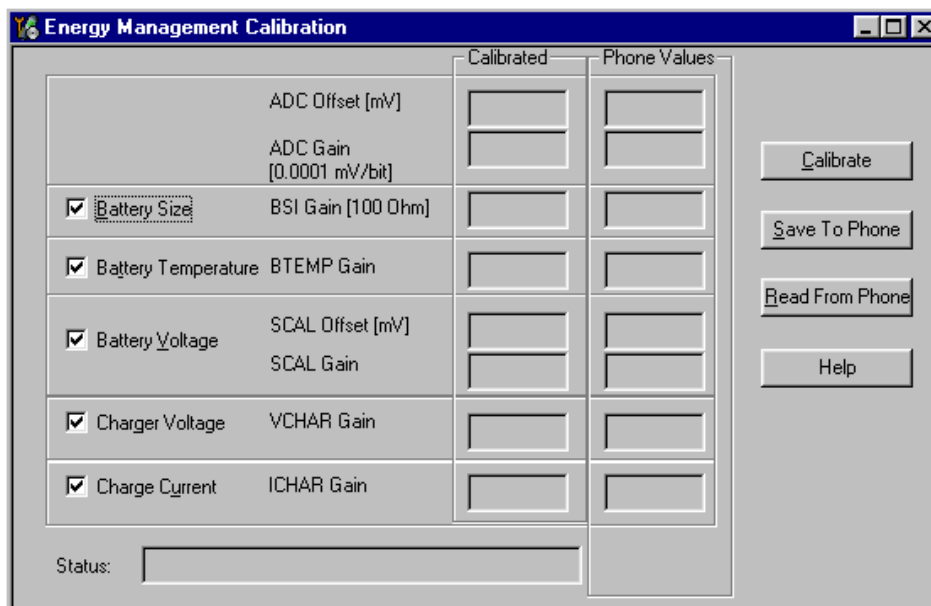 Energy Management Calibration
Calibrated Phone Values
ADC Offset [mV]
ADC Gain
[0.0001 mV/bit]
Calibrate
Battery Size BSI Gain [100 Ohm]
Save To Phone
Battery Temperature BTEMP Gain
Read From Phone
Battery Voltage SCAL Offset [mV]
SCAL Gain
Help
Charger Voltage VCHAR Gain
Charge Current ICHAR Gain
Status: